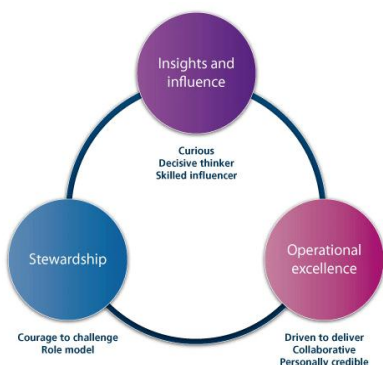 Insights and
influence
Curious
Decisive thinker
Skilled influencer
Stewardship
Courage to challenge
Role model
Operational
excellence
Driven to deliver
Collaborative
Personally credible